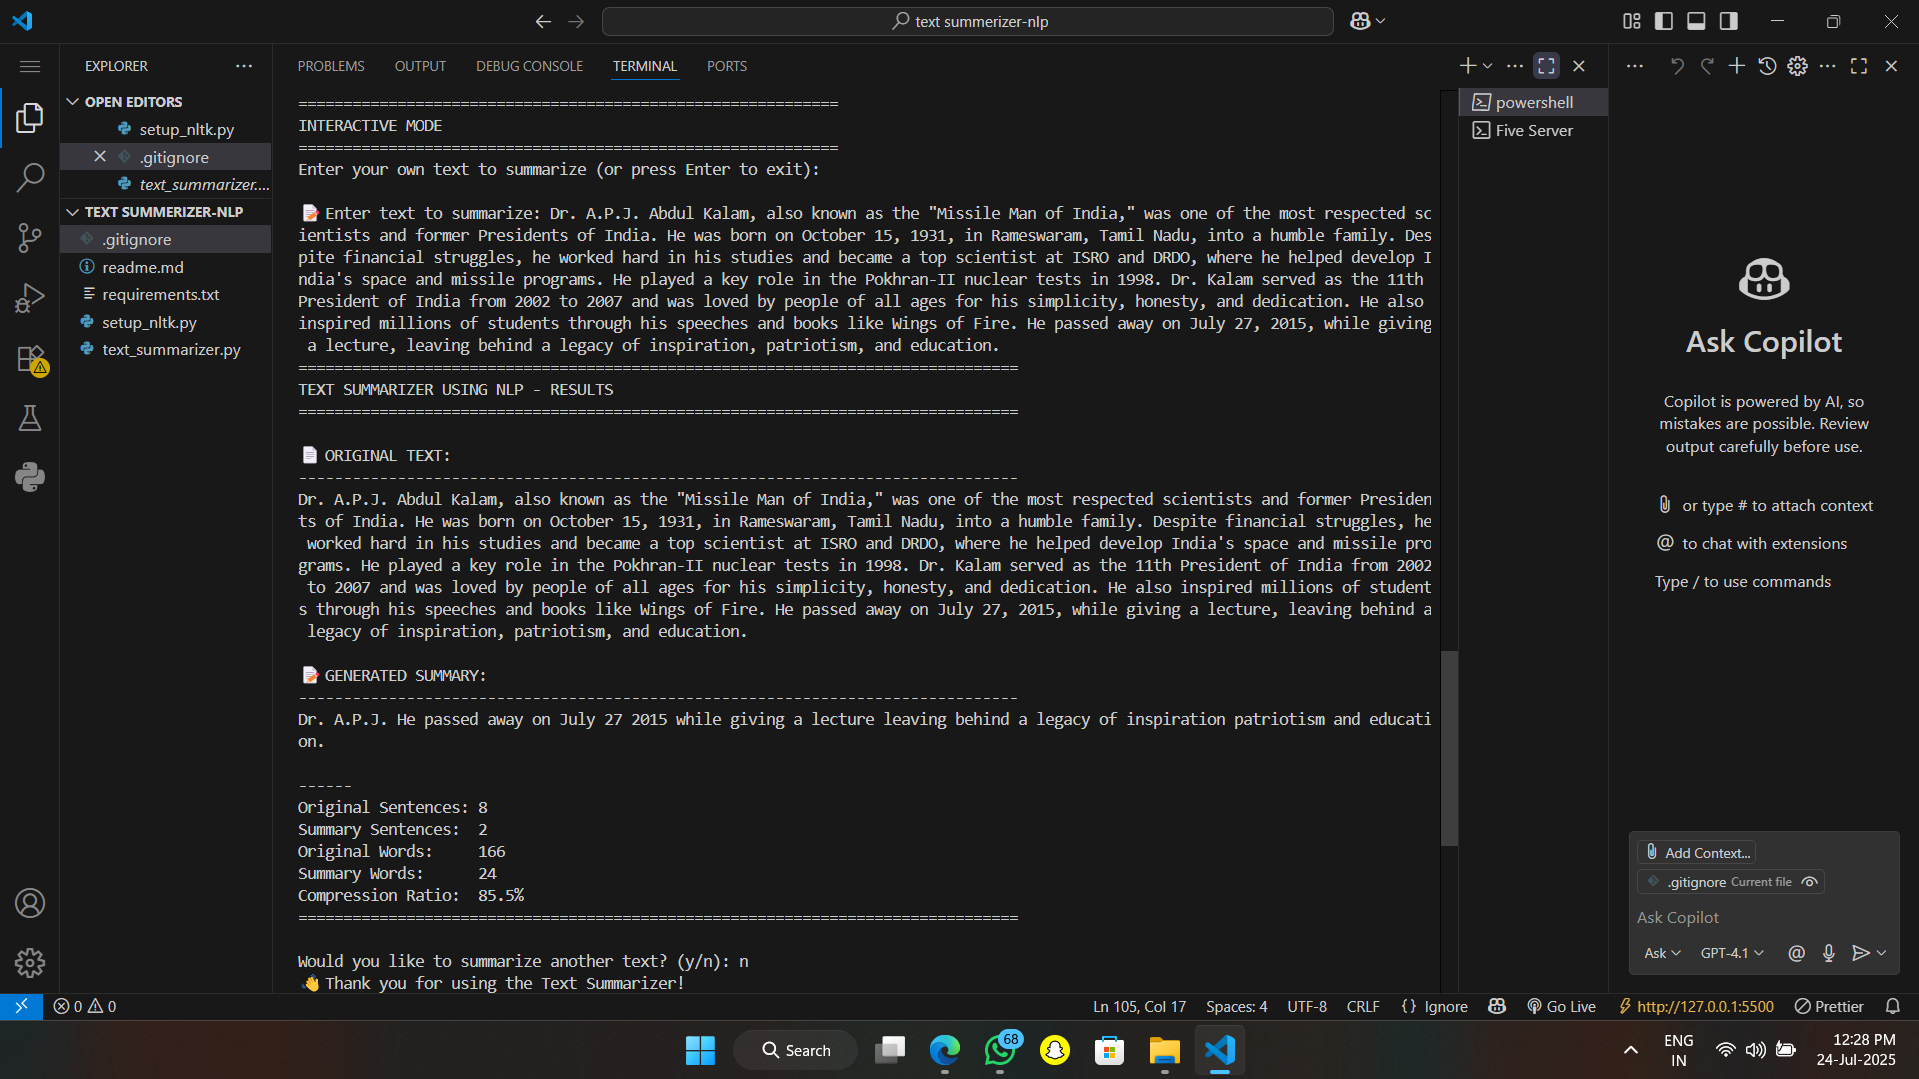 text summerizer-nlp
EXPLORER
OPEN EDITORS
setup_nltk.py
.gitignore
text_summarizer....
TEXT SUMMERIZER-NLP
.gitignore
readme.md
requirements.txt
setup_nltk.py
text_summarizer.py
PROBLEMS OUTPUT DEBUG CONSOLE TERMINAL PORTS
============================================================
INTERACTIVE MODE
============================================================
Enter your own text to summarize (or press Enter to exit):
Enter text to summarize: Dr. A.P.J. Abdul Kalam, also known as the "Missile Man of India," was one of the most respected sc
ientists and former Presidents of India. He was born on October 15, 1931, in Rameswaram, Tamil Nadu, into a humble family. Des
pite financial struggles, he worked hard in his studies and became a top scientist at ISRO and DRDO, where he helped develop I
ndia's space and missile programs. He played a key role in the Pokhran-II nuclear tests in 1998. Dr. Kalam served as the 11th
President of India from 2002 to 2007 and was loved by people of all ages for his simplicity, honesty, and dedication. He also
inspired millions of students through his speeches and books like Wings of Fire. He passed away on July 27, 2015, while giving
a lecture, leaving behind a legacy of inspiration, patriotism, and education.
================================================================================
TEXT SUMMARIZER USING NLP - RESULTS
================================================================================
ORIGINAL TEXT:
--------------------------------------------------------------------------------
Dr. A.P.J. Abdul Kalam, also known as the "Missile Man of India," was one of the most respected scientists and former Presiden
ts of India. He was born on October 15, 1931, in Rameswaram, Tamil Nadu, into a humble family. Despite financial struggles, he
worked hard in his studies and became a top scientist at ISRO and DRDO, where he helped develop India's space and missile pro
grams. He played a key role in the Pokhran-II nuclear tests in 1998. Dr. Kalam served as the 11th President of India from 2002
to 2007 and was loved by people of all ages for his simplicity, honesty, and dedication. He also inspired millions of student
s through his speeches and books like Wings of Fire. He passed away on July 27, 2015, while giving a lecture, leaving behind a
legacy of inspiration, patriotism, and education.
GENERATED SUMMARY:
--------------------------------------------------------------------------------
Dr. A.P.J. He passed away on July 27 2015 while giving a lecture leaving behind a legacy of inspiration patriotism and educati
on.
------
Original Sentences: 8
Summary Sentences: 2
Original Words: 166
Summary Words: 24
Compression Ratio: 85.5%
================================================================================
Would you like to summarize another text? (y/n): n
Thank you for using the Text Summarizer!
powershell
Five Server
Ask Copilot
Copilot is powered by AI, so
mistakes are possible. Review
output carefully before use.
or type # to attach context
@ to chat with extensions
Type / to use commands
Add Context...
.gitignore Current file
Ask Copilot
Ask GPT-4.1 @
0 0
Ln 105, Col 17 Spaces: 4 UTF-8 CRLF {} Ignore Go Live http://127.0.0.1:5500 Prettier
Search
68
ENG
IN
12:28 PM
24-Jul-2025